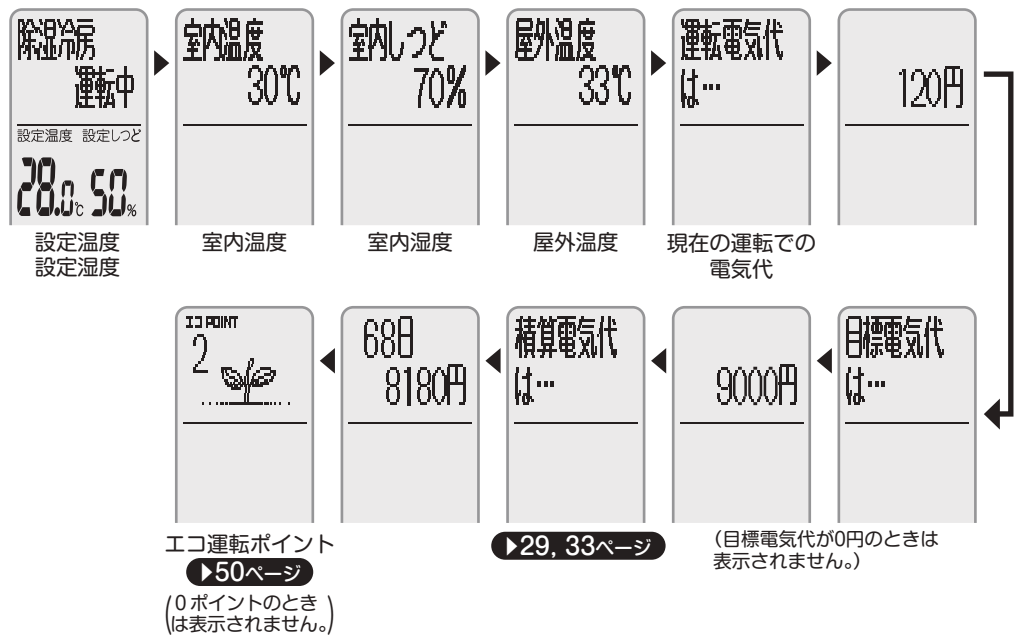 除湿冷房
運転中
設定温度 設定しつど
28.0℃ 50%
設定温度
設定湿度
室内温度
30℃
室内温度
室内しつど
70%
室内湿度
屋外温度
33℃
屋外温度
運転電気代
は…
現在の運転での
電気代
120円
目標電気代
は…
9000円
(目標電気代が0円のときは
表示されません。)
積算電気代
は…
▶29, 33ページ
68日
8180円
エコ POINT
2
エコ運転ポイント
▶50ページ
(0 ポイントのとき
は表示されません。)